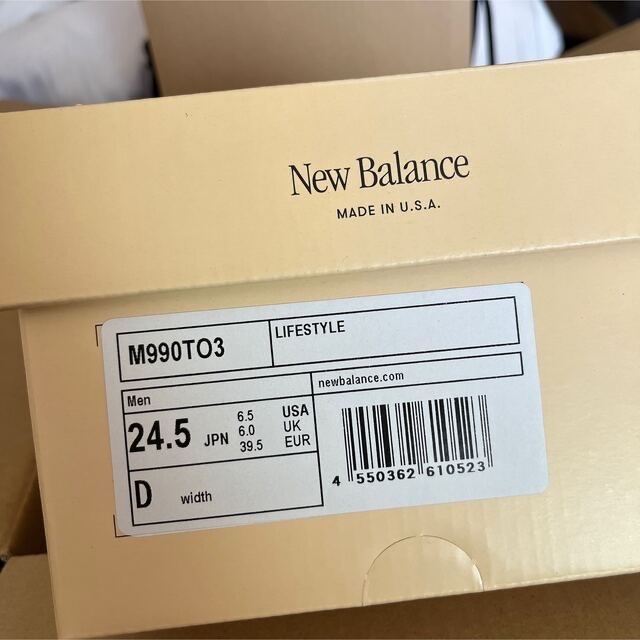 New Balance
MADE IN U.S.A.
M990TO3
LIFESTYLE
newbalance.com
Men
24.5 JPN
6.5 USA
6.0 UK
39.5 EUR
D width
4 550362 610523